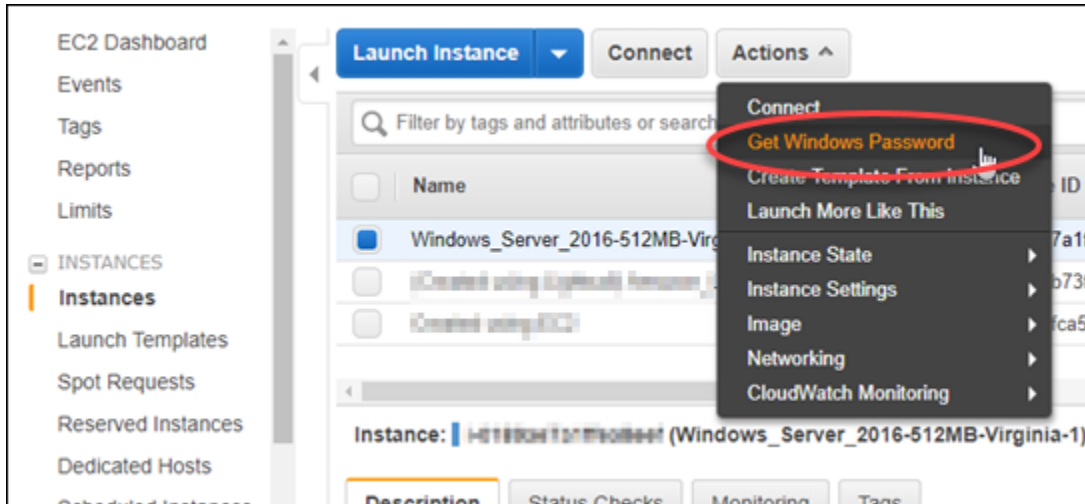 EC2 Dashboard
Events
Tags
Reports
Limits
INSTANCES
Instances
Launch Templates
Spot Requests
Reserved Instances
Dedicated Hosts
Scheduled Instances
Launch Instance
Connect
Actions
Filter by tags and attributes or search
Connect
Get Windows Password
Create Template From Instance
Launch More Like This
Instance State
Instance Settings
Image
Networking
CloudWatch Monitoring
Name
ID
Windows_Server_2016-512MB-Virg
Instance: (Windows_Server_2016-512MB-Virginia-1)
Description
Status Checks
Monitoring
Tags